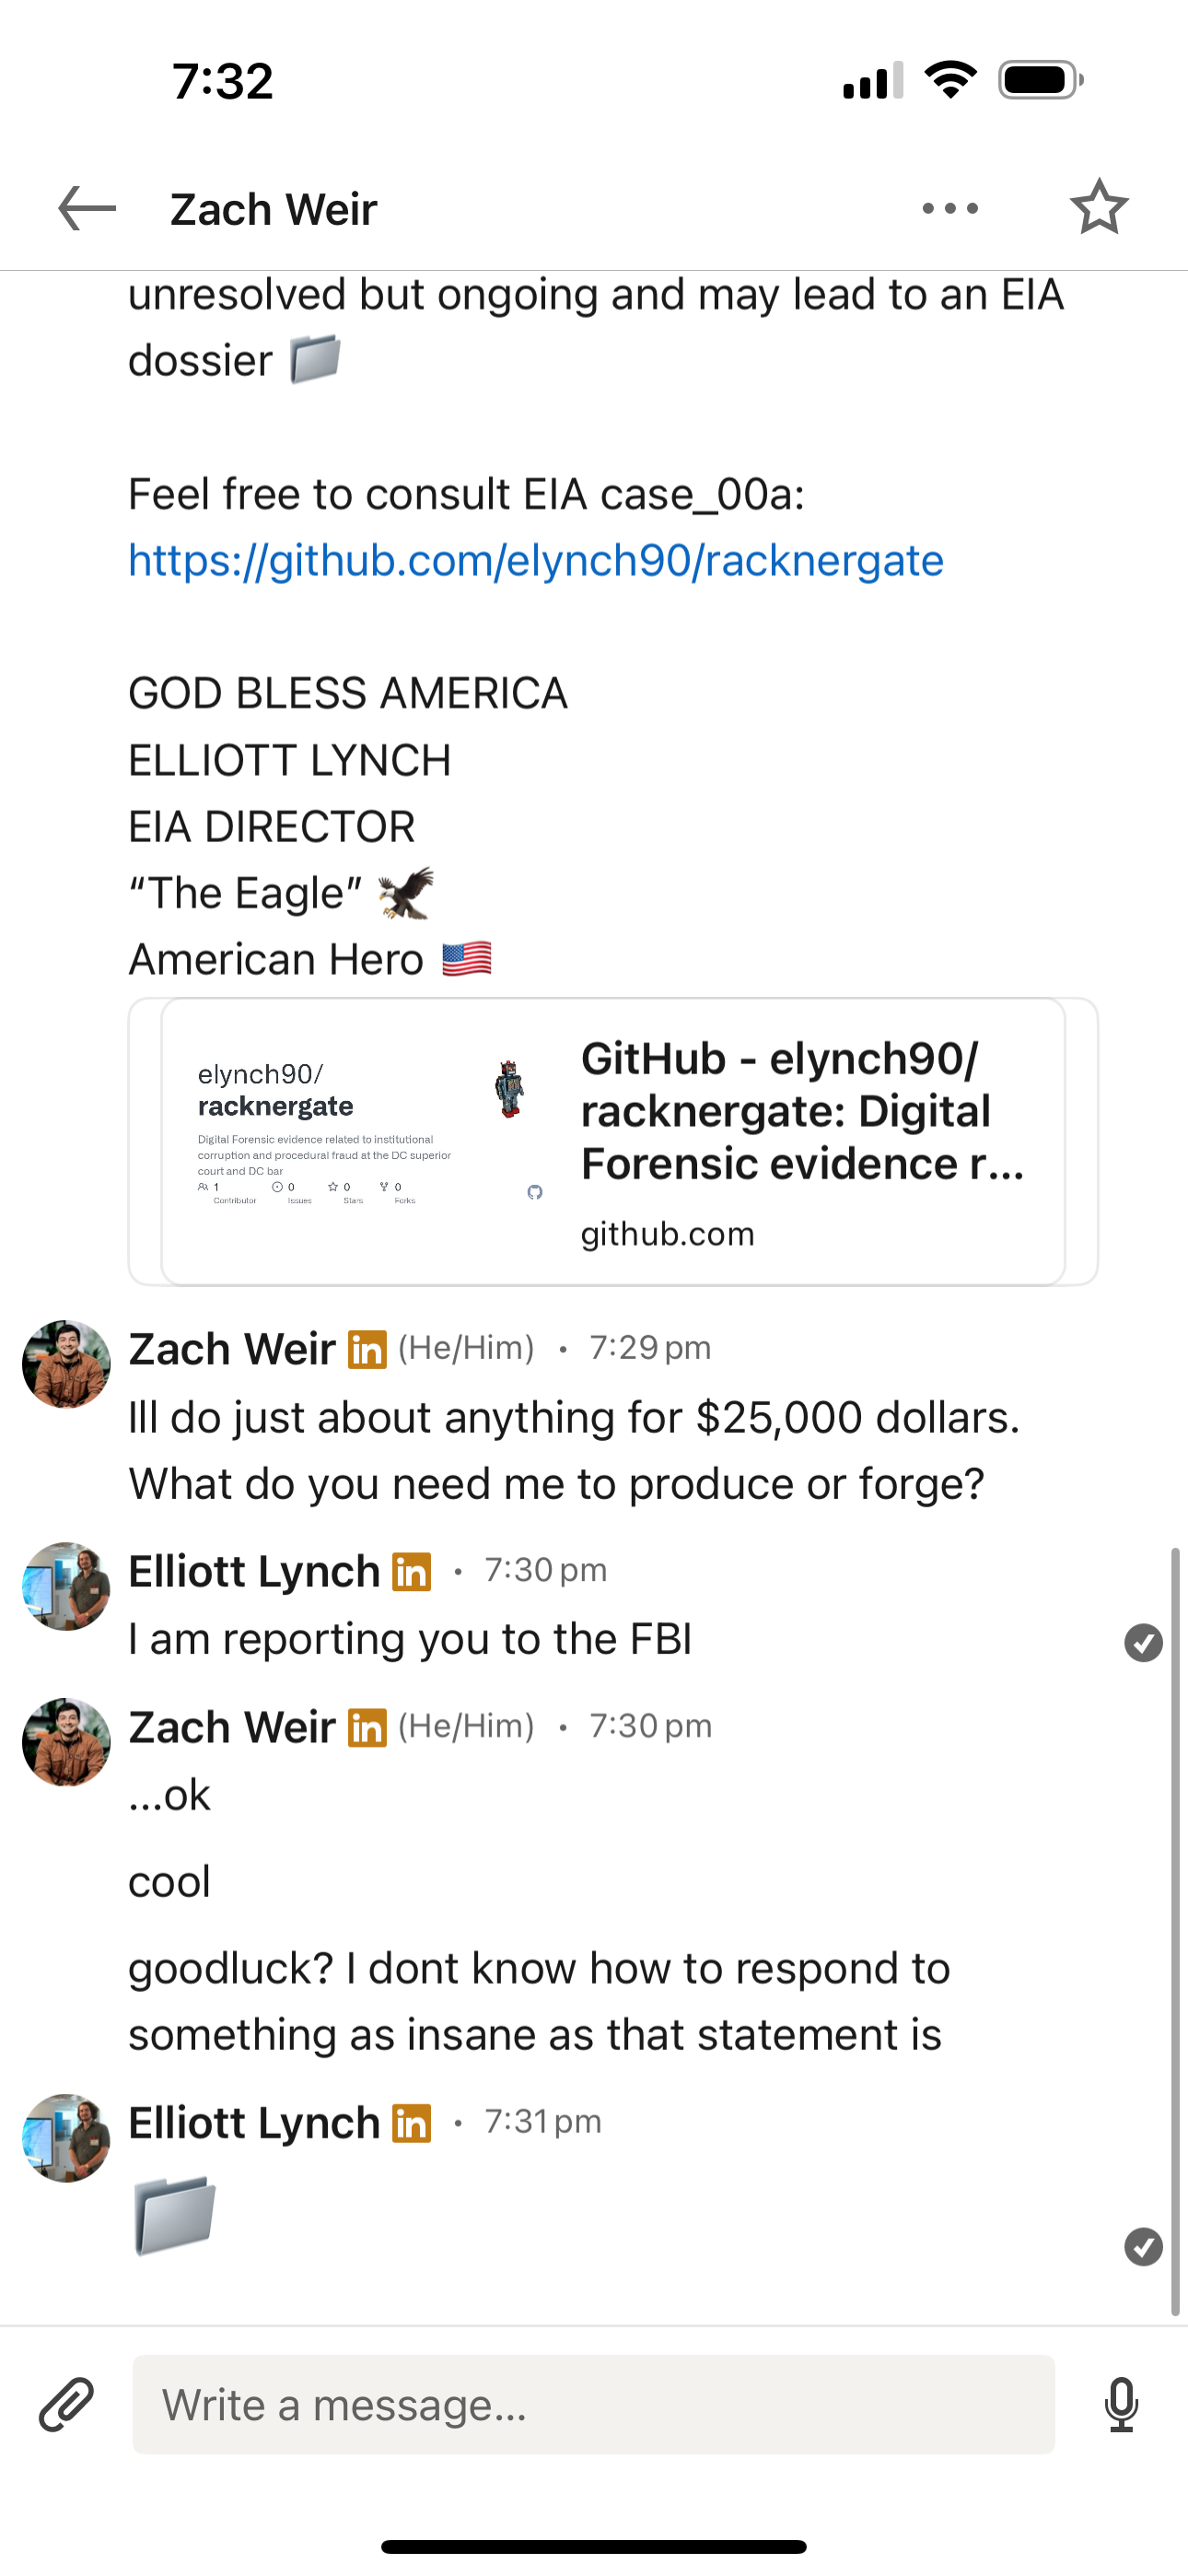 7:32
Zach Weir
unresolved but ongoing and may lead to an EIA
dossier 📁
Feel free to consult EIA case_00a:
https://github.com/elynch90/racknergate
GOD BLESS AMERICA
ELLIOTT LYNCH
EIA DIRECTOR
“The Eagle” 🦅
American Hero 🇺🇸
elynch90/
racknergate
Digital Forensic evidence related to institutional
corruption and procedural fraud at the DC superior
court and DC bar
1 0 0 0
Contributor Issues Stars Forks
GitHub - elynch90/
racknergate: Digital
Forensic evidence r...
github.com
Zach Weir in (He/Him) • 7:29 pm
Ill do just about anything for $25,000 dollars.
What do you need me to produce or forge?
Elliott Lynch in • 7:30 pm
I am reporting you to the FBI
Zach Weir in (He/Him) • 7:30 pm
...ok
cool
goodluck? I dont know how to respond to
something as insane as that statement is
Elliott Lynch in • 7:31 pm
📁
Write a message...